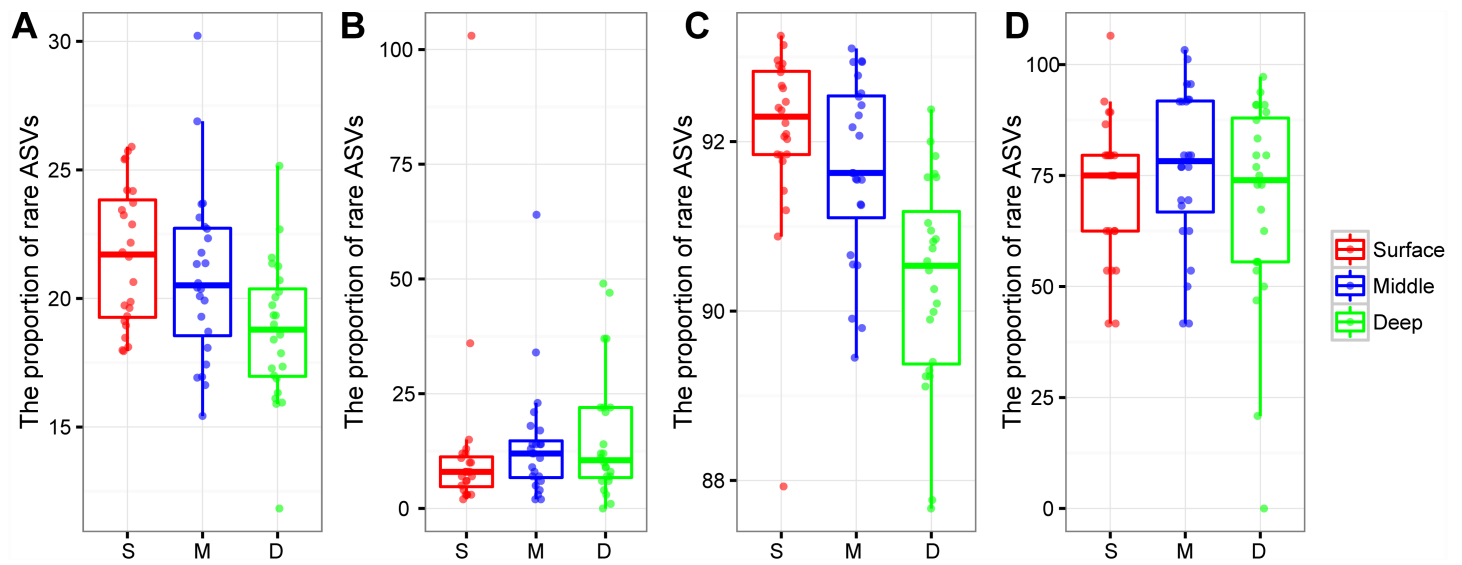 A
The proportion of rare ASVs
30
25
20
15
S M D
B
The proportion of rare ASVs
100
75
50
25
0
S M D
C
The proportion of rare ASVs
92
90
88
S M D
D
The proportion of rare ASVs
100
75
50
25
0
S M D
Surface
Middle
Deep